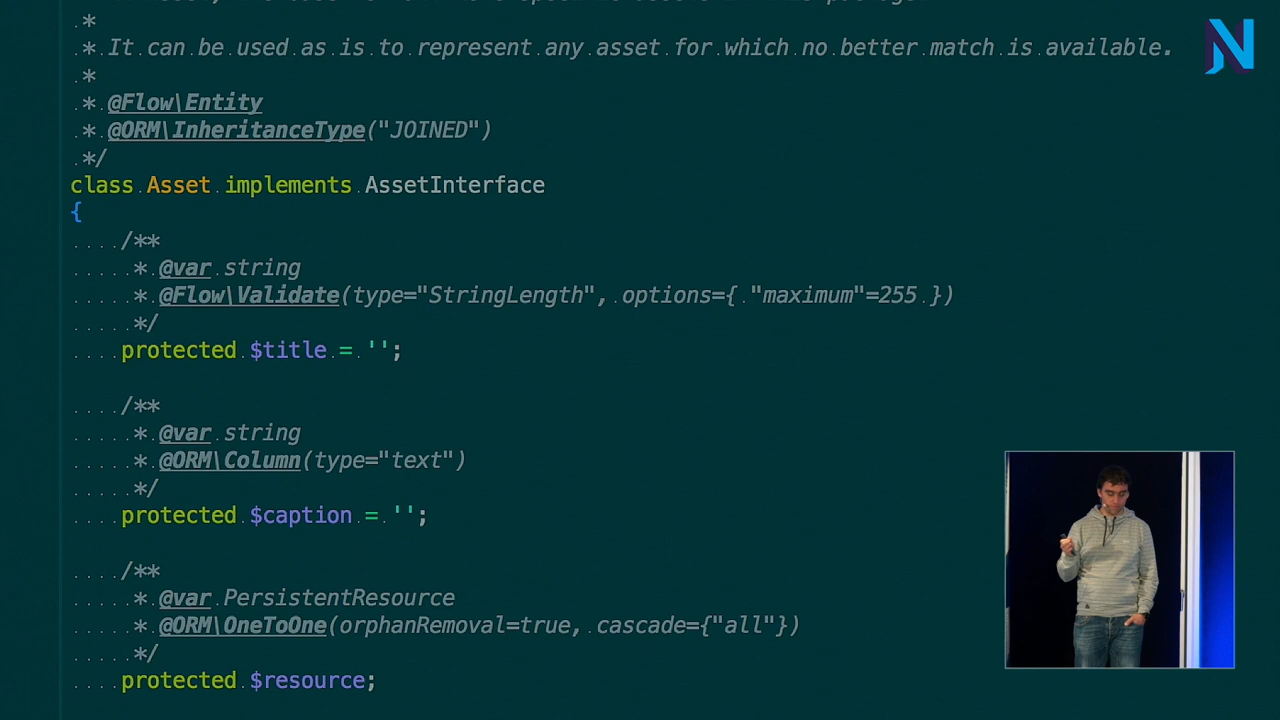 *
* It can be used as is to represent any asset for which no better match is available.
*
* @Flow\Entity
* @ORM\InheritanceType("JOINED")
*/
class Asset implements AssetInterface
{
/**
* @var string
* @Flow\Validate(type="StringLength", options={ "maximum"=255 })
*/
protected $title = '';
/**
* @var string
* @ORM\Column(type="text")
*/
protected $caption = '';
/**
* @var PersistentResource
* @ORM\OneToOne(orphanRemoval=true, cascade={"all"})
*/
protected $resource;